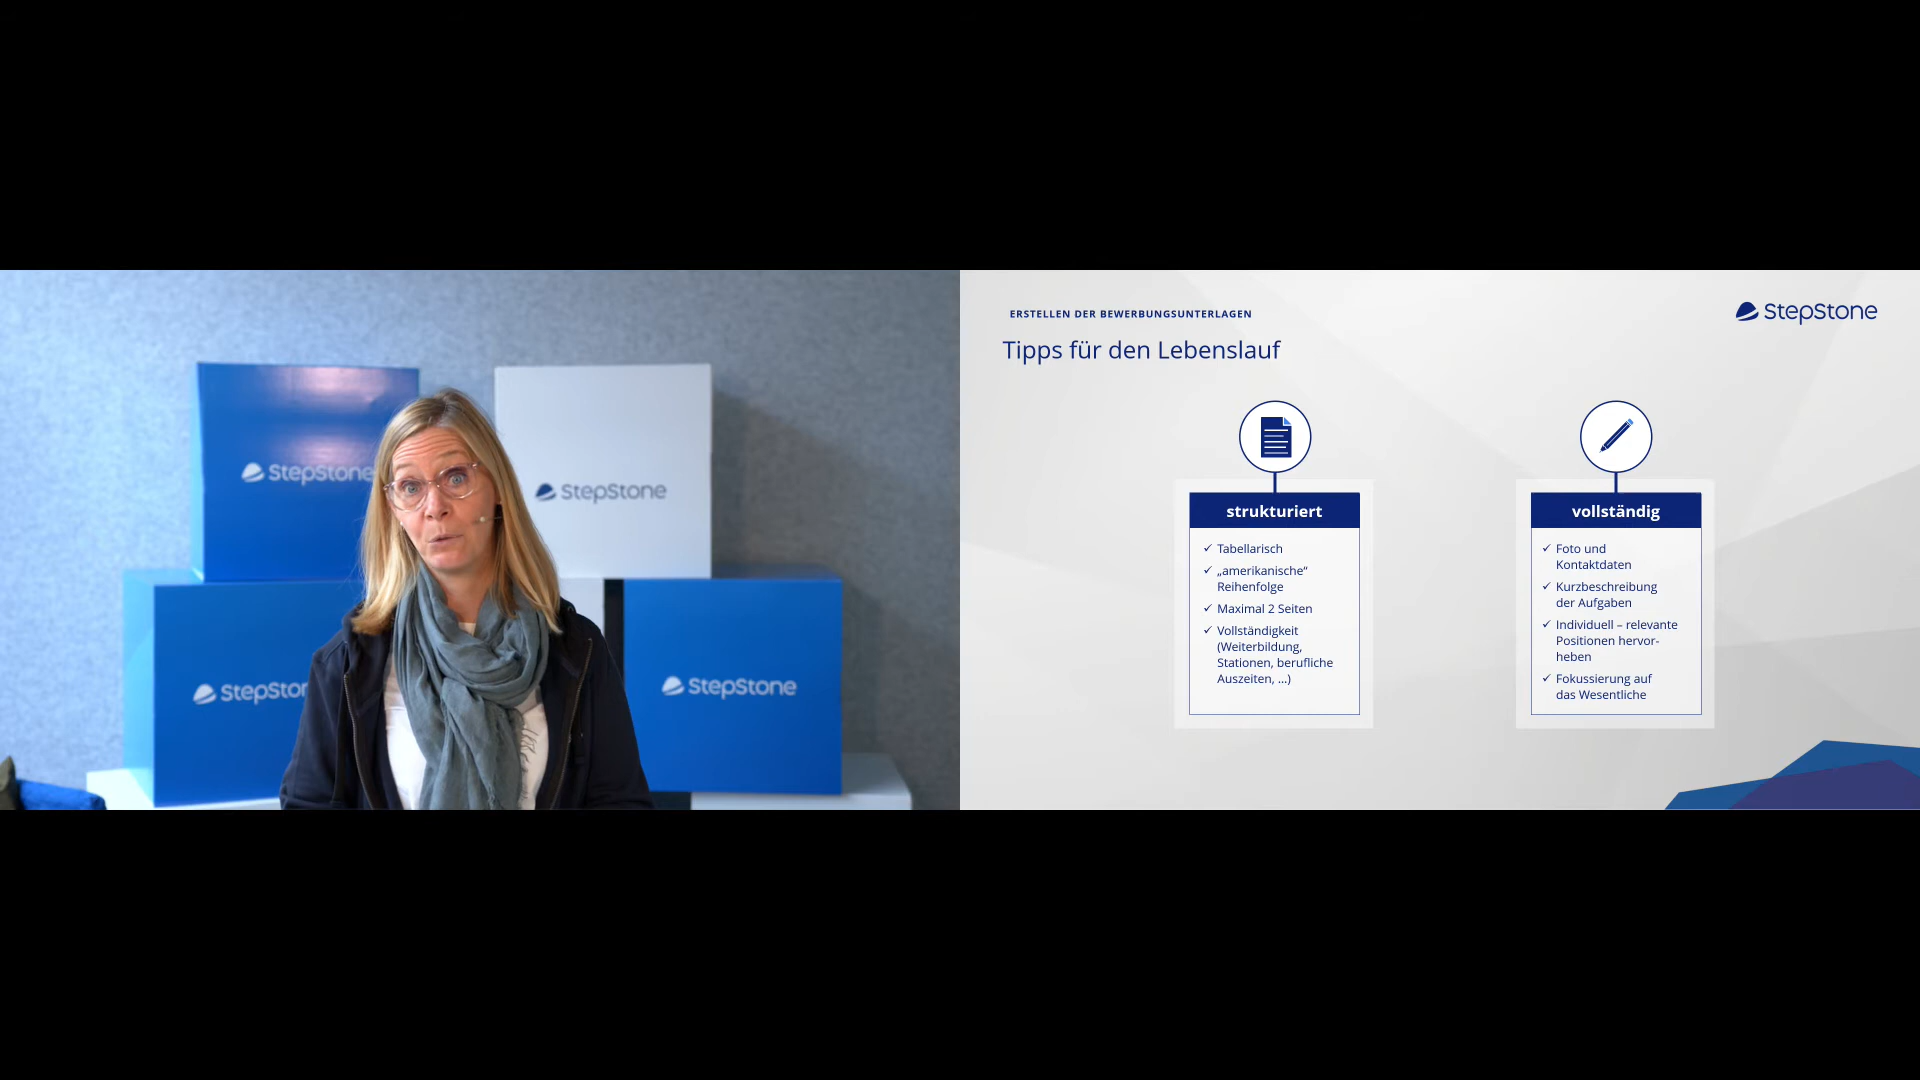 StepStone
StepStone
StepSto
StepStone
ERSTELLEN DER BEWERBUNGSUNTERLAGEN
StepStone
Tipps für den Lebenslauf
strukturiert
✓ Tabellarisch
✓ „amerikanische“
Reihenfolge
✓ Maximal 2 Seiten
✓ Vollständigkeit
(Weiterbildung,
Stationen, berufliche
Auszeiten, ...)
vollständig
✓ Foto und
Kontaktdaten
✓ Kurzbeschreibung
der Aufgaben
✓ Individuell – relevante
Positionen hervor-
heben
✓ Fokussierung auf
das Wesentliche